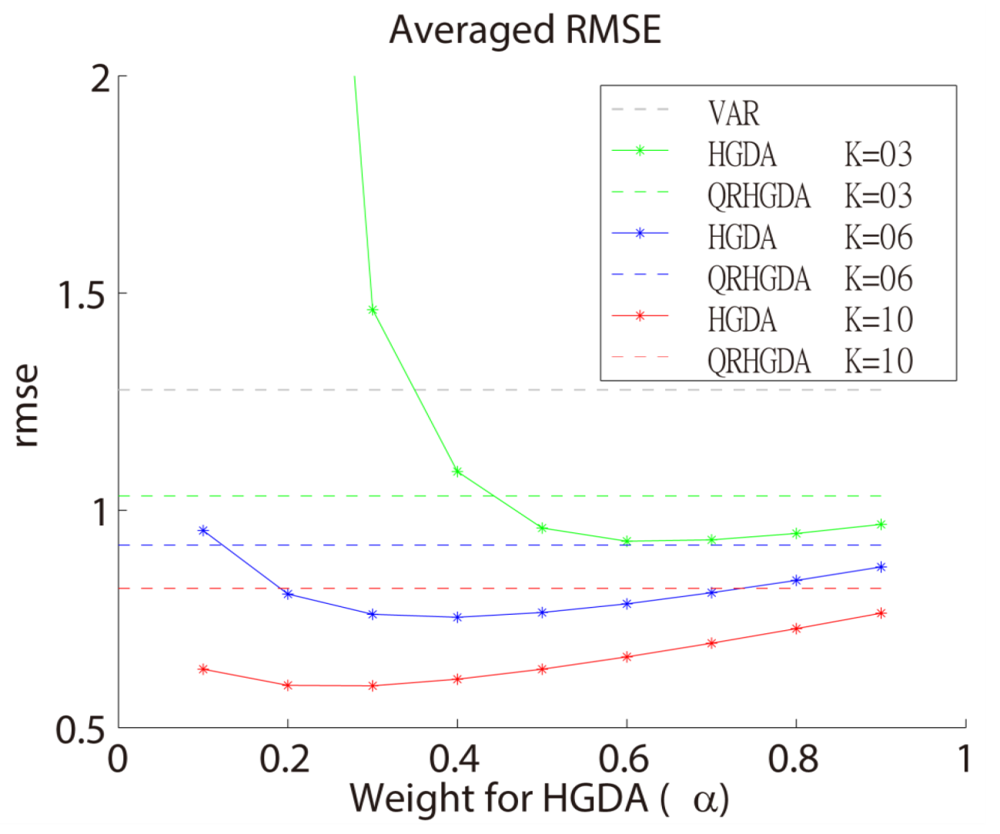 Averaged RMSE
2
1.5
1
0.5
rmse
VAR
HGDA K=03
QRHGDA K=03
HGDA K=06
QRHGDA K=06
HGDA K=10
QRHGDA K=10
0 0.2 0.4 0.6 0.8 1
Weight for HGDA ( α)